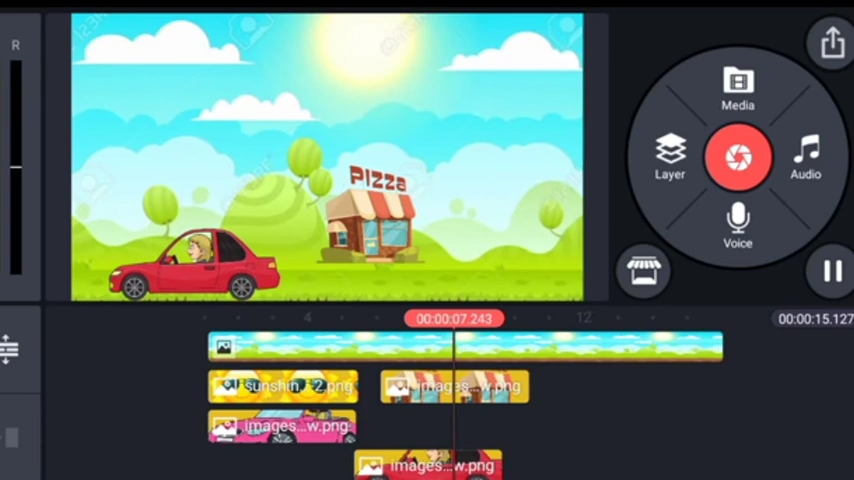 R
PIZZA
Media
Layer
Audio
Voice
4
00:00:07.243
12
00:00:15.127
sunshin...2.png
images...w.png
images...w.png
images...w.png